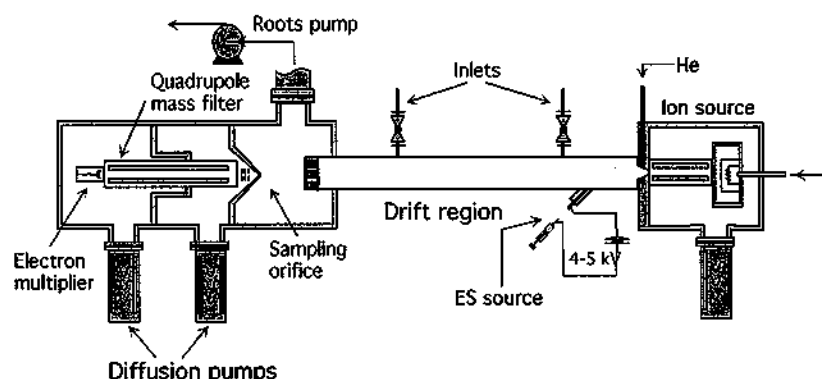 Roots pump
Quadrupole
mass filter
Inlets
He
Ion source
Drift region
Sampling
orifice
Electron
multiplier
4-5 kV
ES source
Diffusion pumps